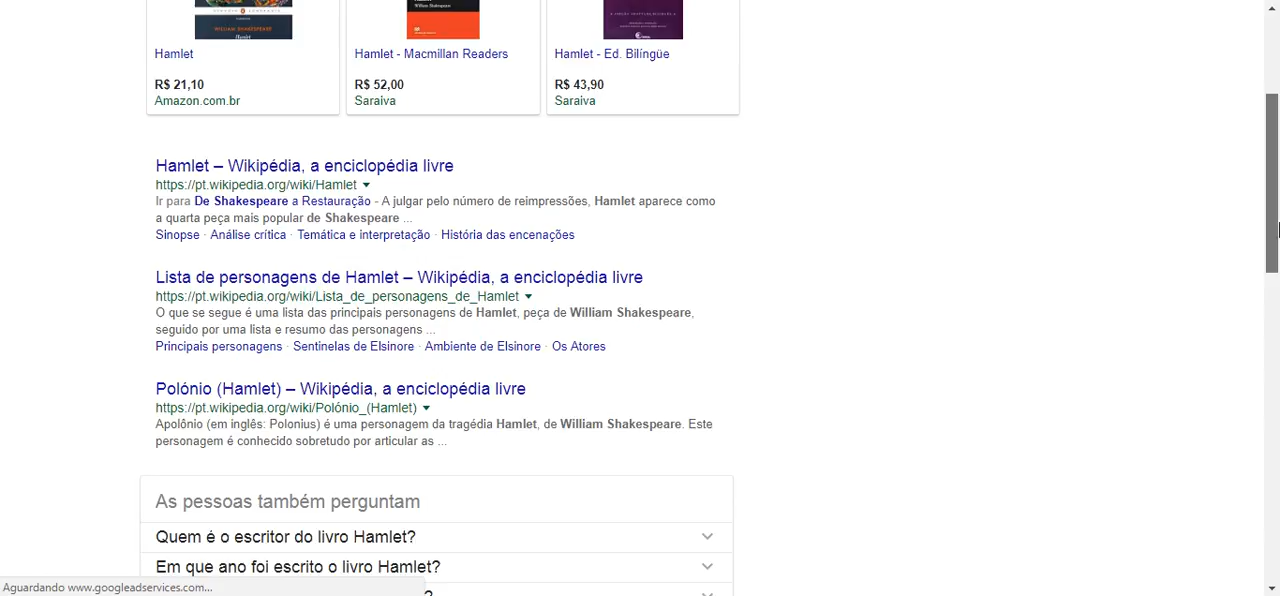 WILLIAM SHAKESPEARE
Hamlet
William Shakespeare
Hamlet
Hamlet - Macmillan Readers
Hamlet - Ed. Bilíngüe
R$ 21,10
R$ 52,00
R$ 43,90
Amazon.com.br
Saraiva
Saraiva
Hamlet – Wikipédia, a enciclopédia livre
https://pt.wikipedia.org/wiki/Hamlet
Ir para De Shakespeare a Restauração - A julgar pelo número de reimpressões, Hamlet aparece como
a quarta peça mais popular de Shakespeare ...
Sinopse · Análise crítica · Temática e interpretação · História das encenações
Lista de personagens de Hamlet – Wikipédia, a enciclopédia livre
https://pt.wikipedia.org/wiki/Lista_de_personagens_de_Hamlet
O que se segue é uma lista das principais personagens de Hamlet, peça de William Shakespeare,
seguido por uma lista e resumo das personagens ...
Principais personagens · Sentinelas de Elsinore · Ambiente de Elsinore · Os Atores
Polónio (Hamlet) – Wikipédia, a enciclopédia livre
https://pt.wikipedia.org/wiki/Polónio_(Hamlet)
Apolônio (em inglês: Polonius) é uma personagem da tragédia Hamlet, de William Shakespeare. Este
personagem é conhecido sobretudo por articular as ...
As pessoas também perguntam
Quem é o escritor do livro Hamlet?
Em que ano foi escrito o livro Hamlet?
Aguardando www.googleadservices.com...